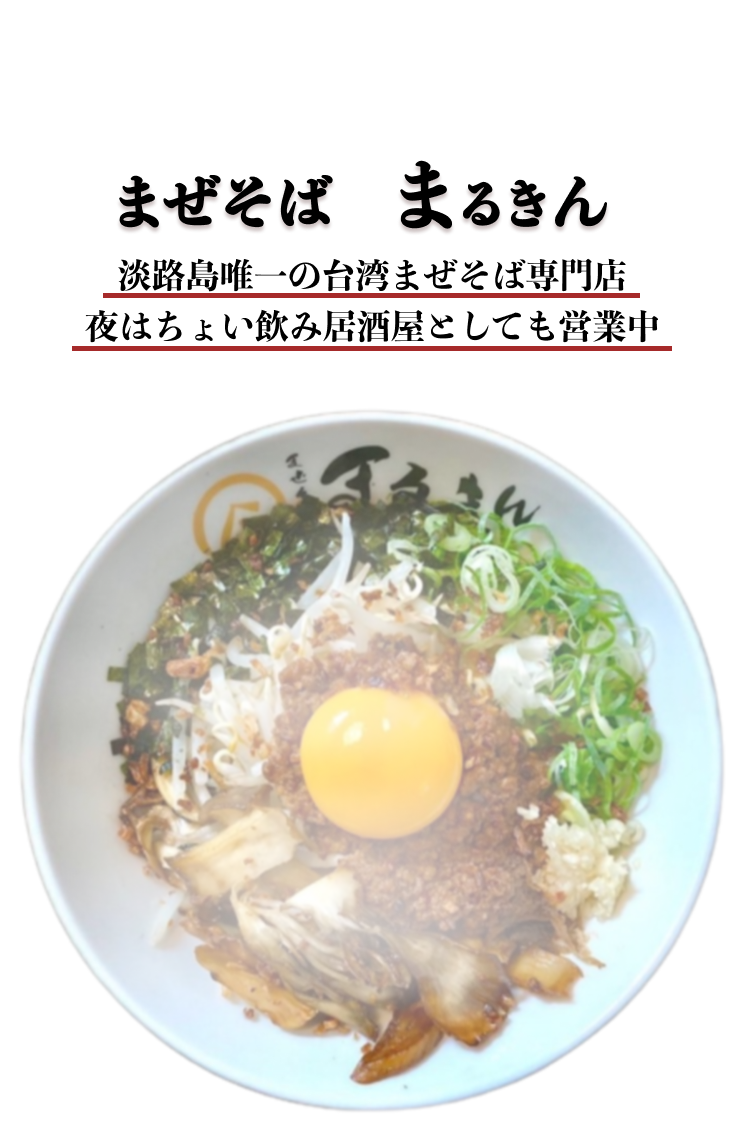 まぜそば　まるきん
淡路島唯一の台湾まぜそば専門店
夜はちょい飲み居酒屋としても営業中
まるきん